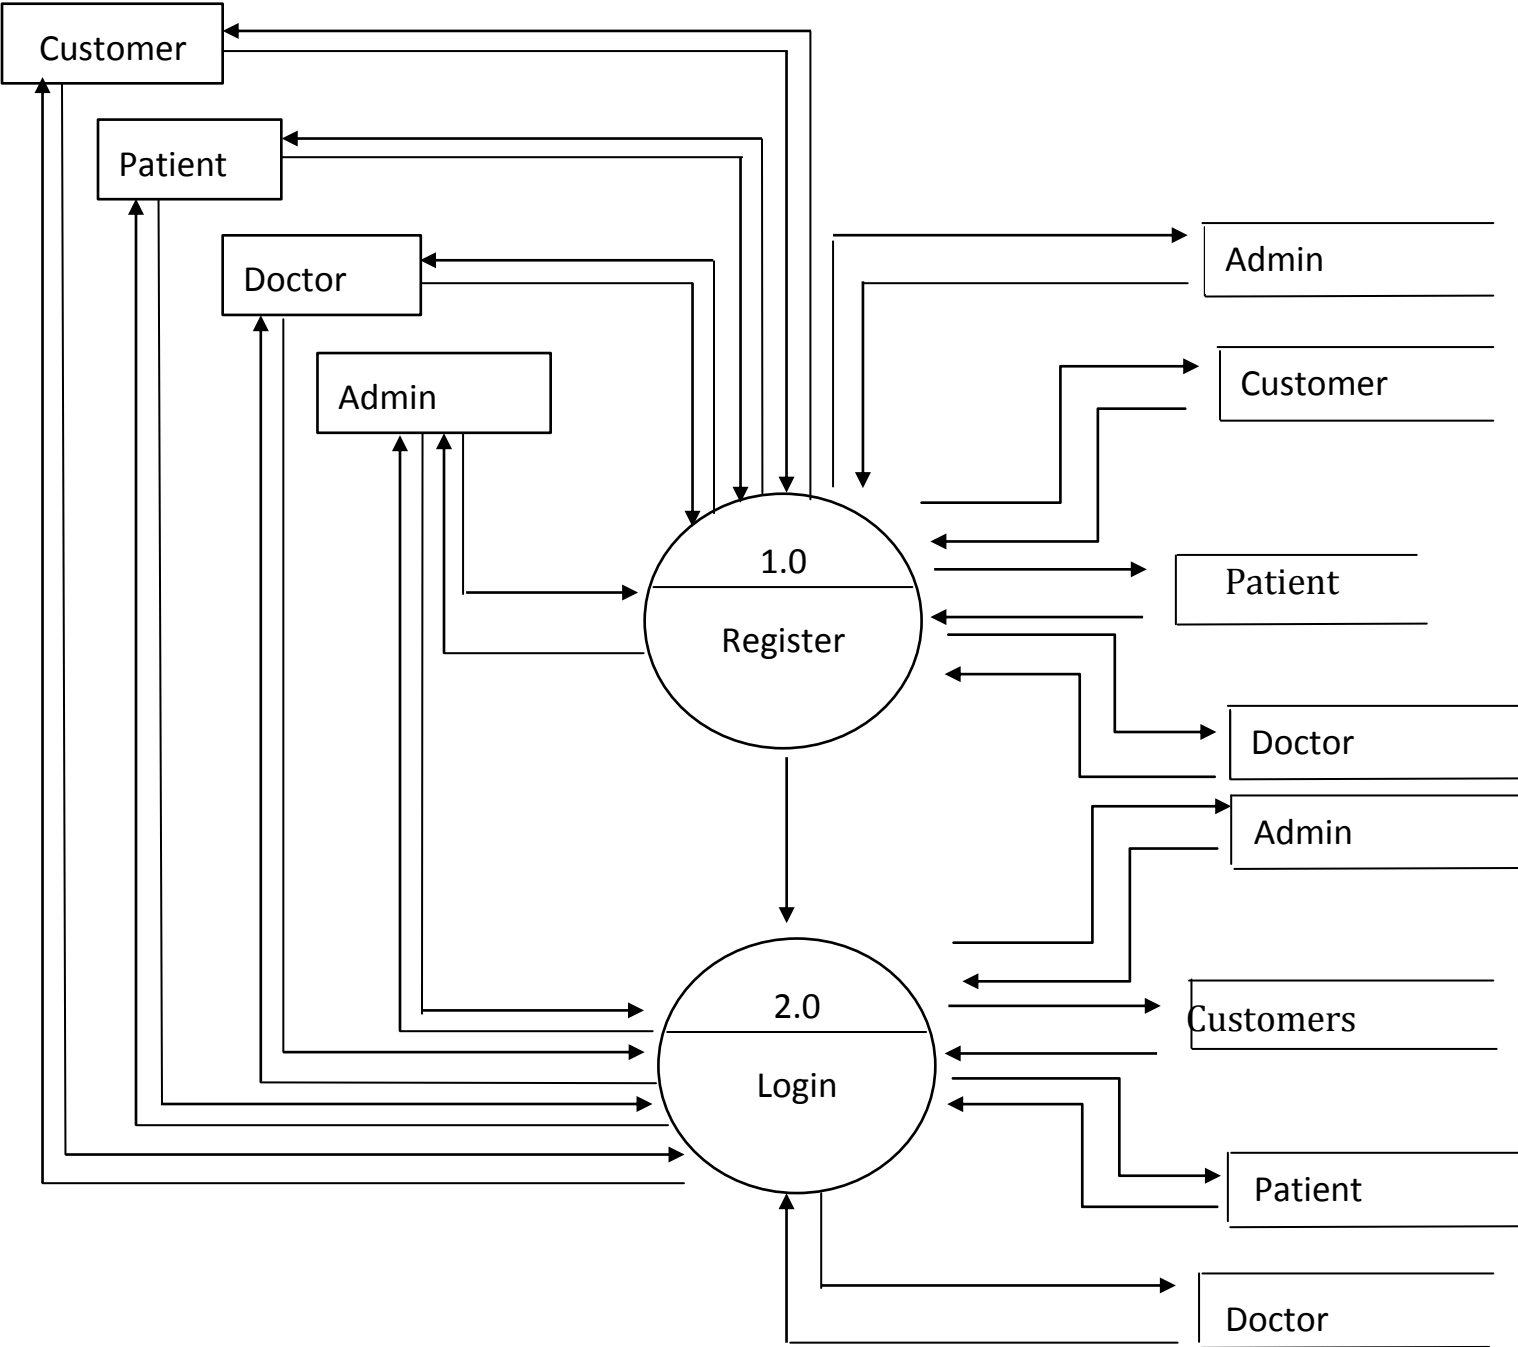 Customer
Patient
Doctor
Admin
Admin
Customer
1.0
Register
Patient
Doctor
Admin
2.0
Login
Customers
Patient
Doctor